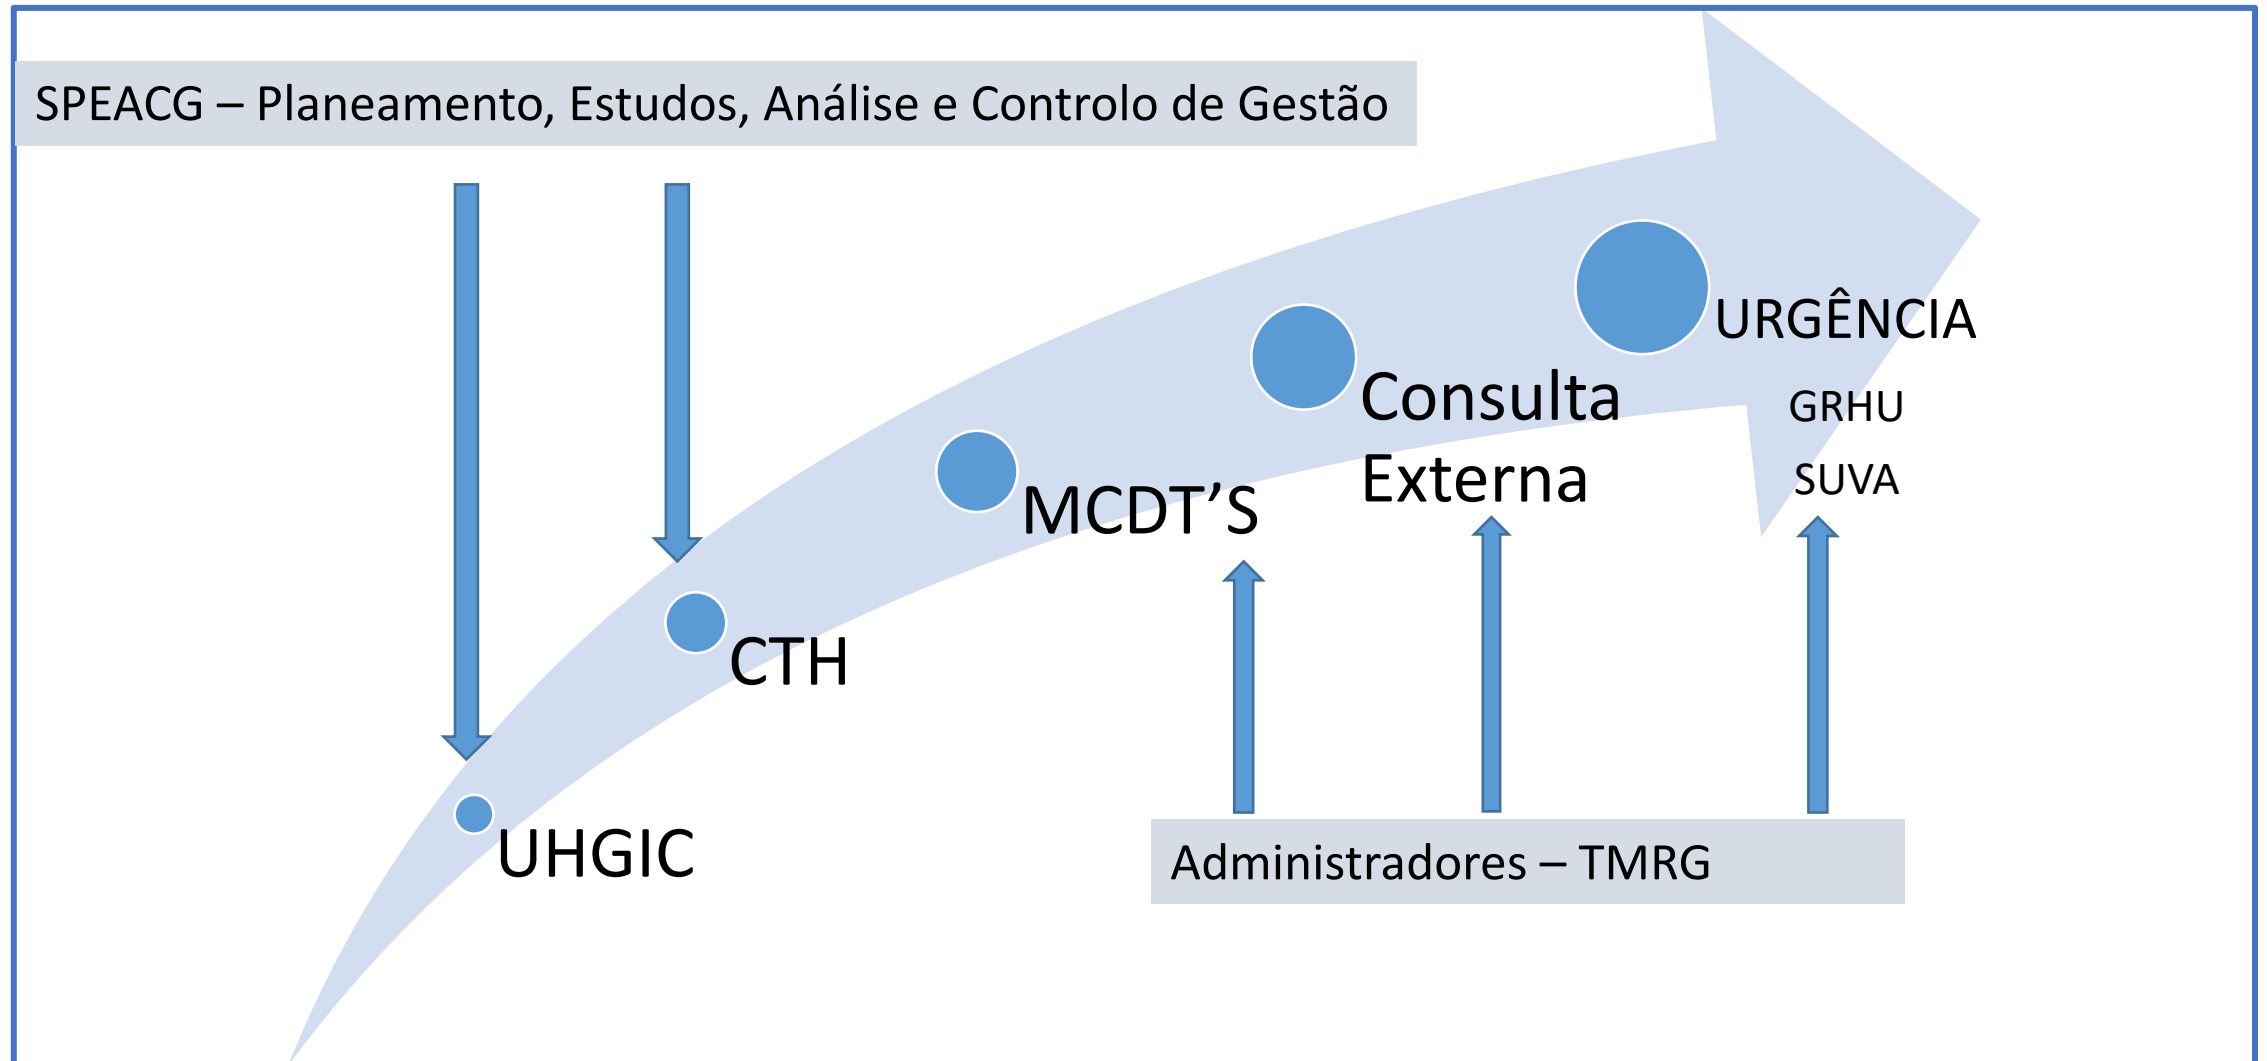 SPEACG – Planeamento, Estudos, Análise e Controlo de Gestão
URGÊNCIA
GRHU
SUVA
Consulta
Externa
MCDT’S
CTH
UHGIC
Administradores – TMRG